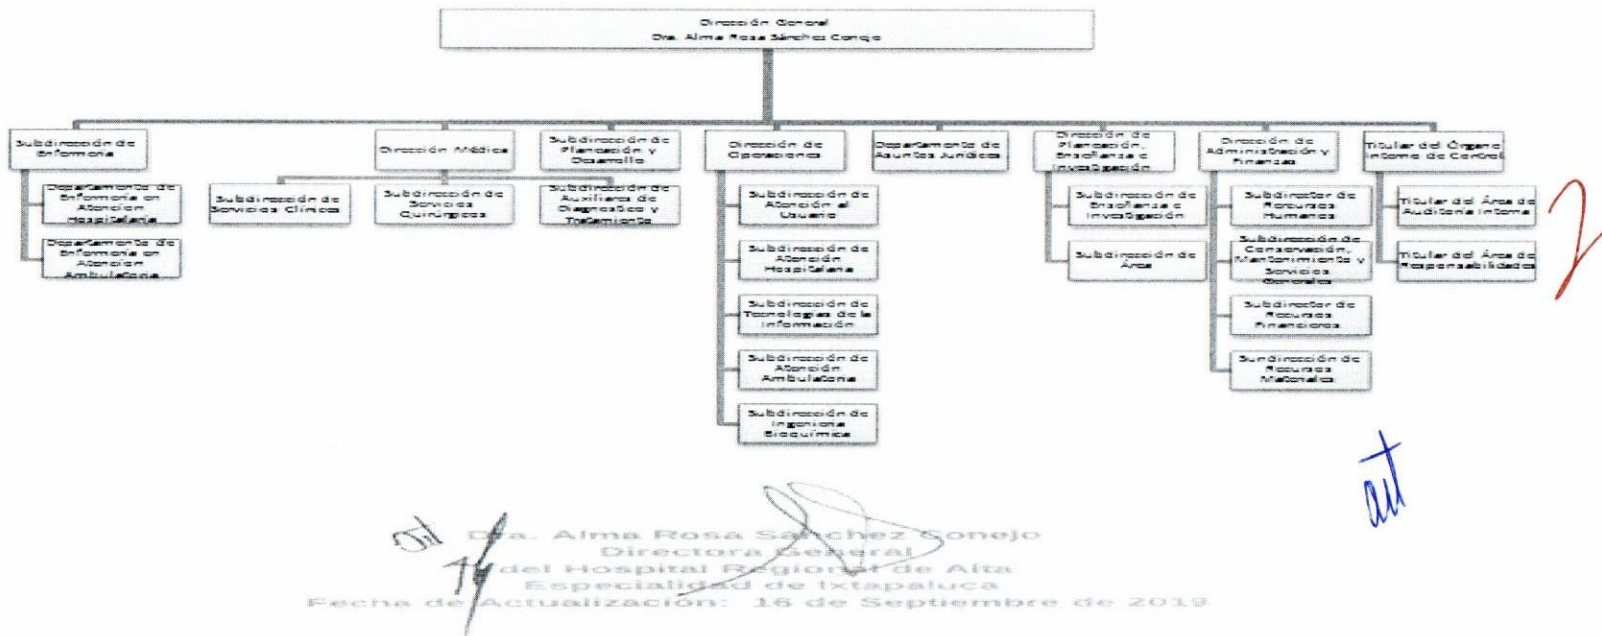 Dirección General
Dra. Alma Rosa Sánchez Conejo
Subdirección de
Enfermería
Departamento de
Enfermería en
Atención
Hospitalaria
Departamento de
Enfermería en
Atención
Ambulatoria
Dirección Médica
Subdirección de
Servicios Clínicos
Subdirección de
Servicios
Quirúrgicos
Subdirección de
Auxiliares de
Diagnostico y
Tratamiento
Subdirección de
Planeación y
Desarrollo
Dirección de
Operaciones
Subdirección de
Atención al
Usuario
Subdirección de
Atención
Hospitalaria
Subdirección de
Tecnologías de la
Información
Subdirección de
Atención
Ambulatoria
Subdirección de
Ingeniería
Bioquímica
Departamento de
Asuntos Jurídicos
Dirección de
Planeación,
Enseñanza e
Investigación
Subdirección de
Enseñanza e
Investigación
Subdirección de
Área
Dirección de
Administración y
Finanzas
Subdirector de
Recursos
Humanos
Subdirección de
Conservación,
Mantenimiento y
Servicios
Generales
Subdirector de
Recursos
Financieros
Sundirección de
Recursos
Materiales
Titular del Órgano
Interno de Control
Titular del Área de
Auditoría Interna
Titular del Área de
Responsabilidades
Dra. Alma Rosa Sánchez Conejo
Directora General
del Hospital Regional de Alta
Especialidad de Ixtapaluca
Fecha de Actualización: 16 de Septiembre de 2019